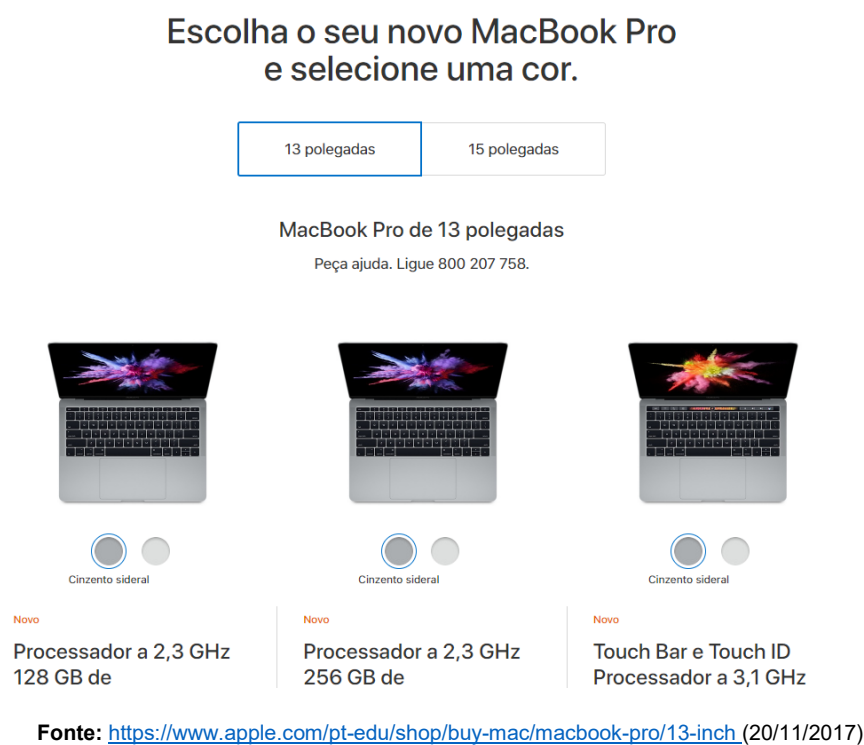 Escolha o seu novo MacBook Pro
e selecione uma cor.
13 polegadas
15 polegadas
MacBook Pro de 13 polegadas
Peça ajuda. Ligue 800 207 758.
Cinzento sideral
Cinzento sideral
Cinzento sideral
Novo
Processador a 2,3 GHz
128 GB de
Novo
Processador a 2,3 GHz
256 GB de
Novo
Touch Bar e Touch ID
Processador a 3,1 GHz
Fonte: https://www.apple.com/pt-edu/shop/buy-mac/macbook-pro/13-inch (20/11/2017)